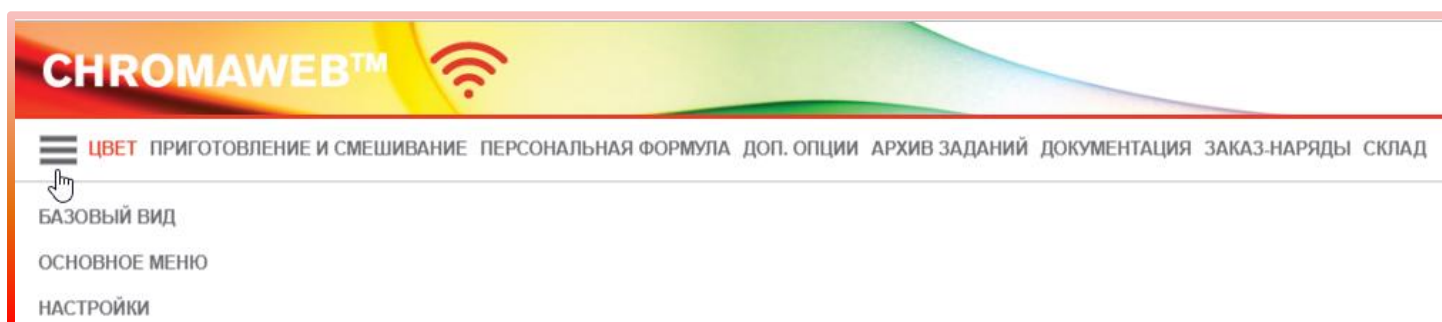 CHROMAWEB™
ЦВЕТ ПРИГОТОВЛЕНИЕ И СМЕШИВАНИЕ ПЕРСОНАЛЬНАЯ ФОРМУЛА ДОП. ОПЦИИ АРХИВ ЗАДАНИЙ ДОКУМЕНТАЦИЯ ЗАКАЗ-НАРЯДЫ СКЛАД
БАЗОВЫЙ ВИД
ОСНОВНОЕ МЕНЮ
НАСТРОЙКИ